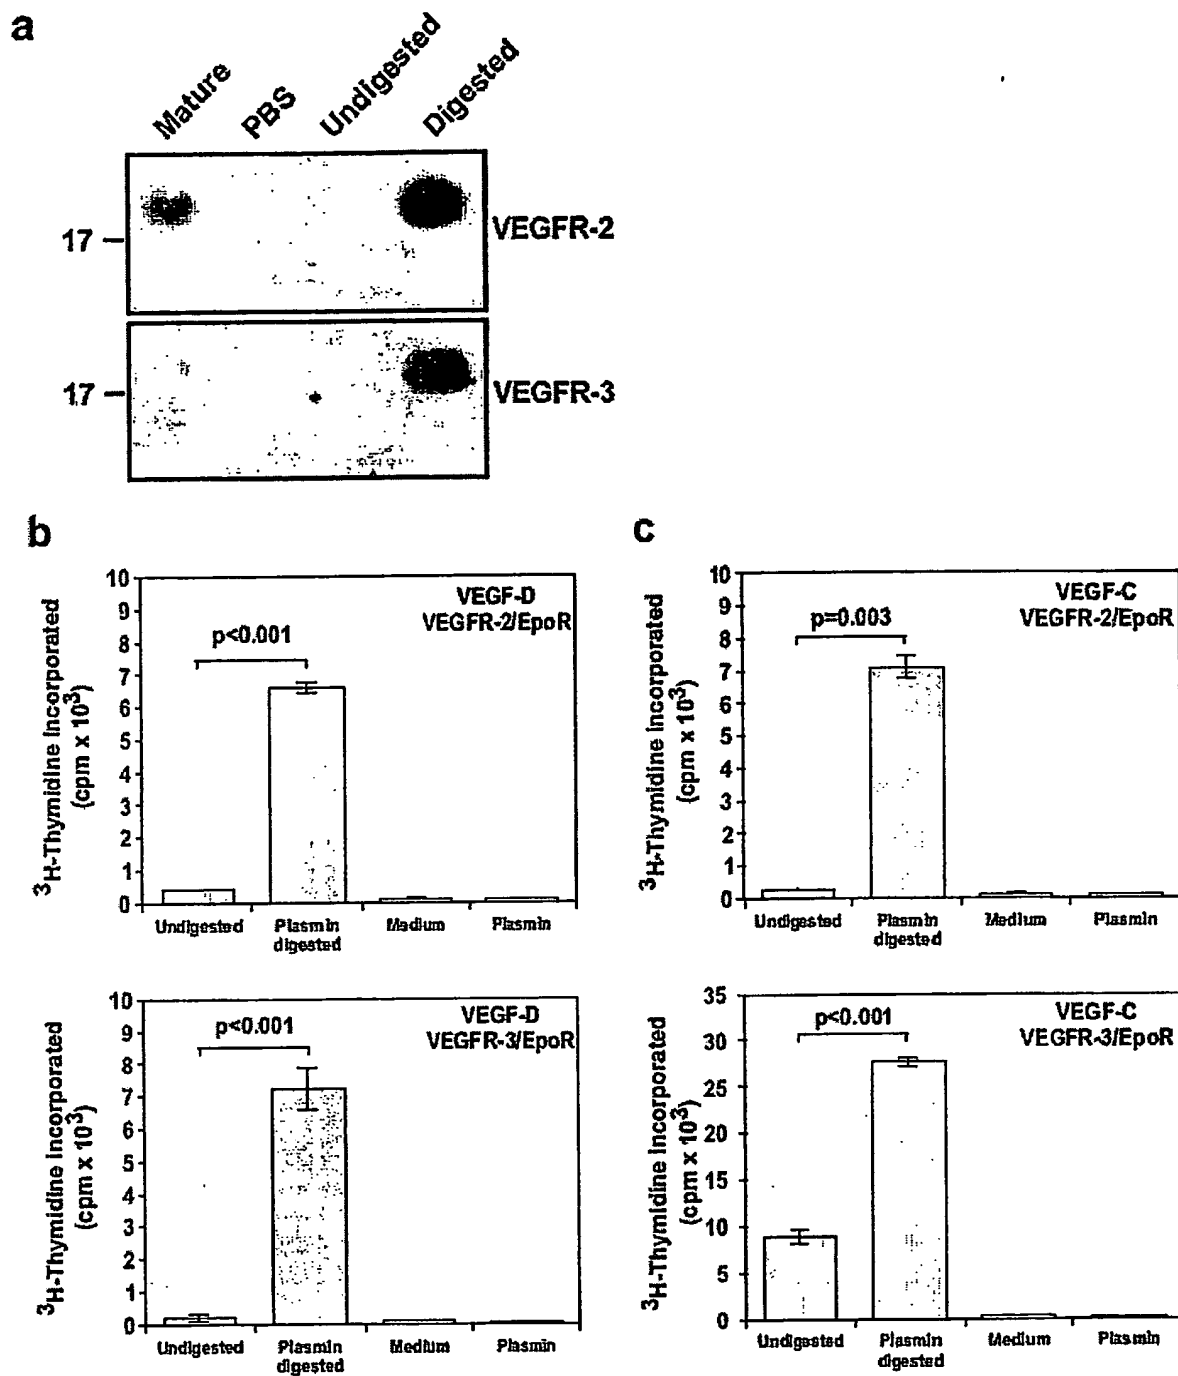 a
Mature
PBS
Undigested
Digested
VEGFR-2
17
VEGFR-3
17
b
10
9
8
7
6
5
4
3
2
1
0
³H-Thymidine Incorporated
(cpm x 10³)
VEGF-D
VEGFR-2/EpoR
p<0.001
Undigested
Plasmin
digested
Medium
Plasmin
c
10
9
8
7
6
5
4
3
2
1
0
³H-Thymidine Incorporated
(cpm x 10³)
VEGF-C
VEGFR-2/EpoR
p=0.003
Undigested
Plasmin
digested
Medium
Plasmin
10
9
8
7
6
5
4
3
2
1
0
³H-Thymidine Incorporated
(cpm x 10³)
VEGF-D
VEGFR-3/EpoR
p<0.001
Undigested
Plasmin
digested
Medium
Plasmin
35
30
25
20
15
10
5
0
³H-Thymidine Incorporated
(cpm x 10³)
VEGF-C
VEGFR-3/EpoR
p<0.001
Undigested
Plasmin
digested
Medium
Plasmin